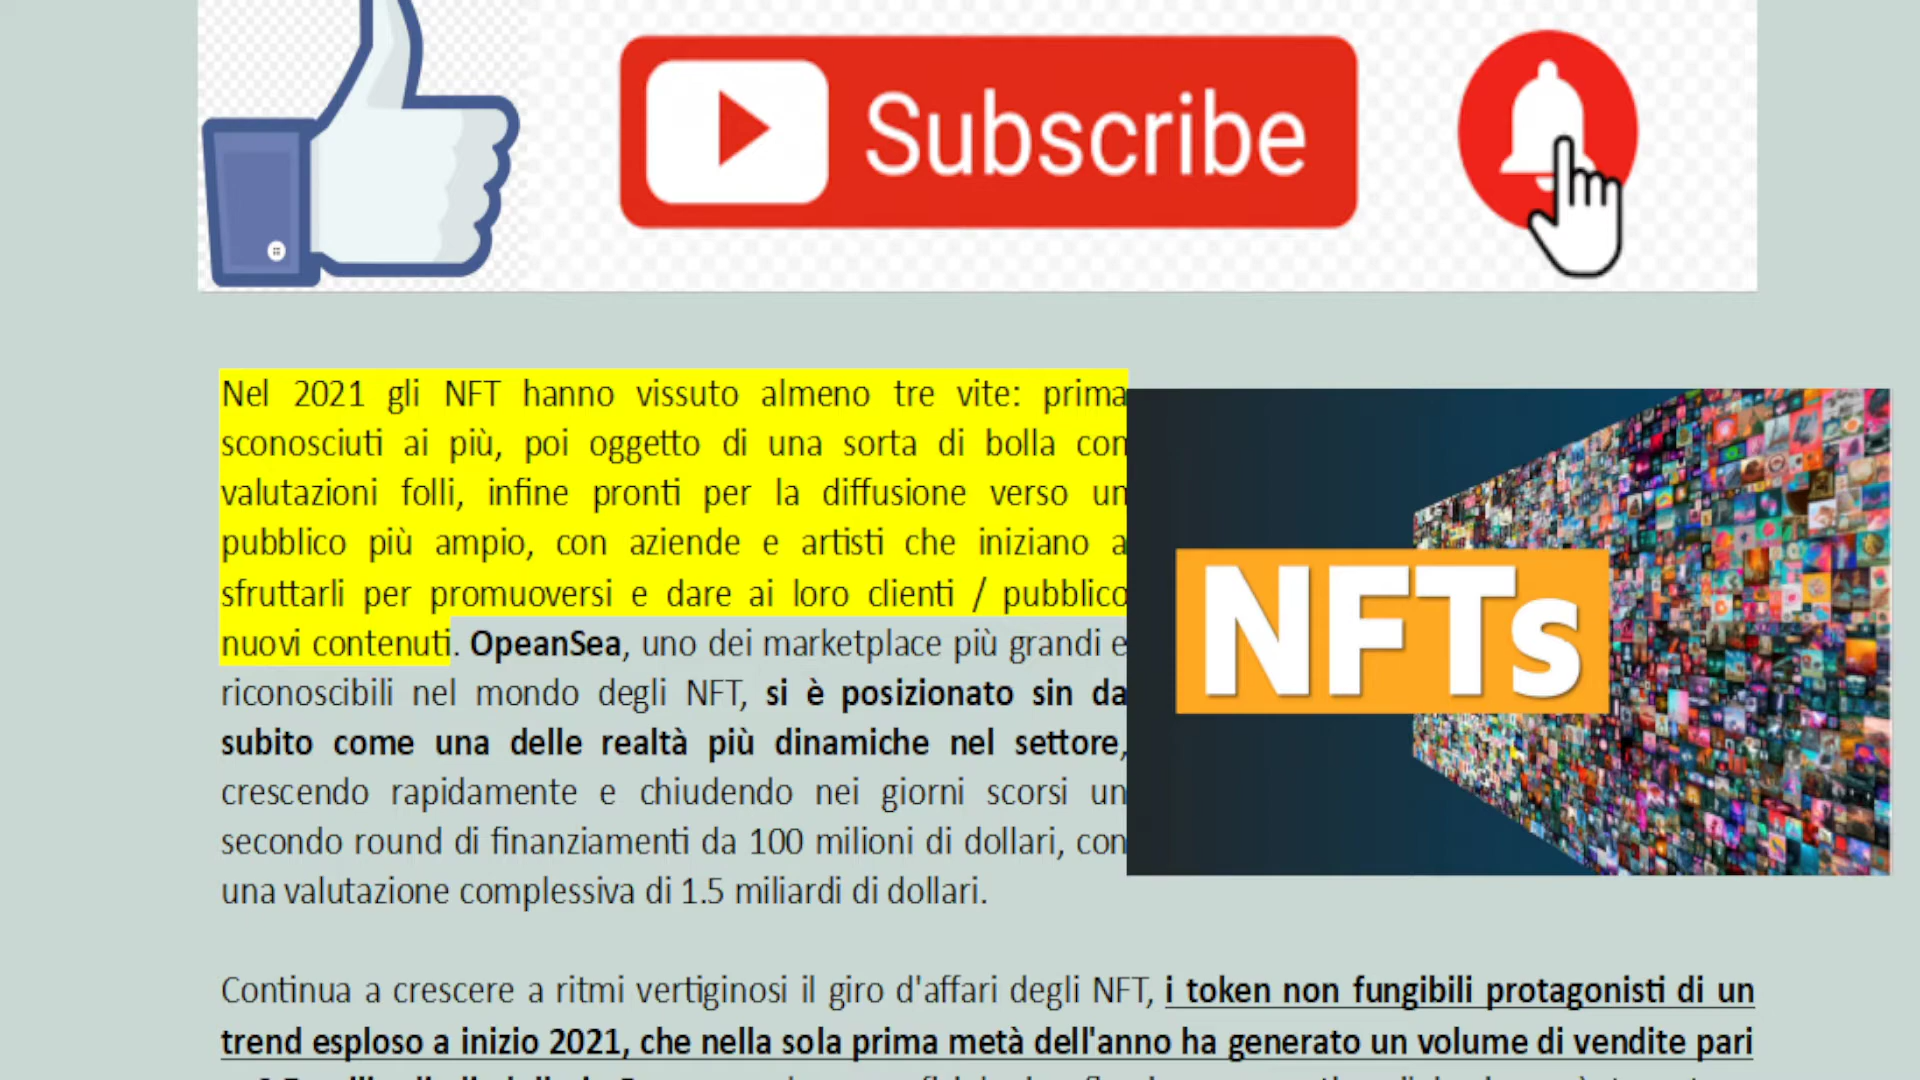 Subscribe
Nel 2021 gli NFT hanno vissuto almeno tre vite: prima
sconosciuti ai più, poi oggetto di una sorta di bolla con
valutazioni folli, infine pronti per la diffusione verso un
pubblico più ampio, con aziende e artisti che iniziano a
sfruttarli per promuoversi e dare ai loro clienti / pubblico
nuovi contenuti. OpeanSea, uno dei marketplace più grandi e
riconoscibili nel mondo degli NFT, si è posizionato sin da
subito come una delle realtà più dinamiche nel settore,
crescendo rapidamente e chiudendo nei giorni scorsi un
secondo round di finanziamenti da 100 milioni di dollari, con
una valutazione complessiva di 1.5 miliardi di dollari.
NFTs
Continua a crescere a ritmi vertiginosi il giro d'affari degli NFT, i token non fungibili protagonisti di un
trend esploso a inizio 2021, che nella sola prima metà dell'anno ha generato un volume di vendite pari